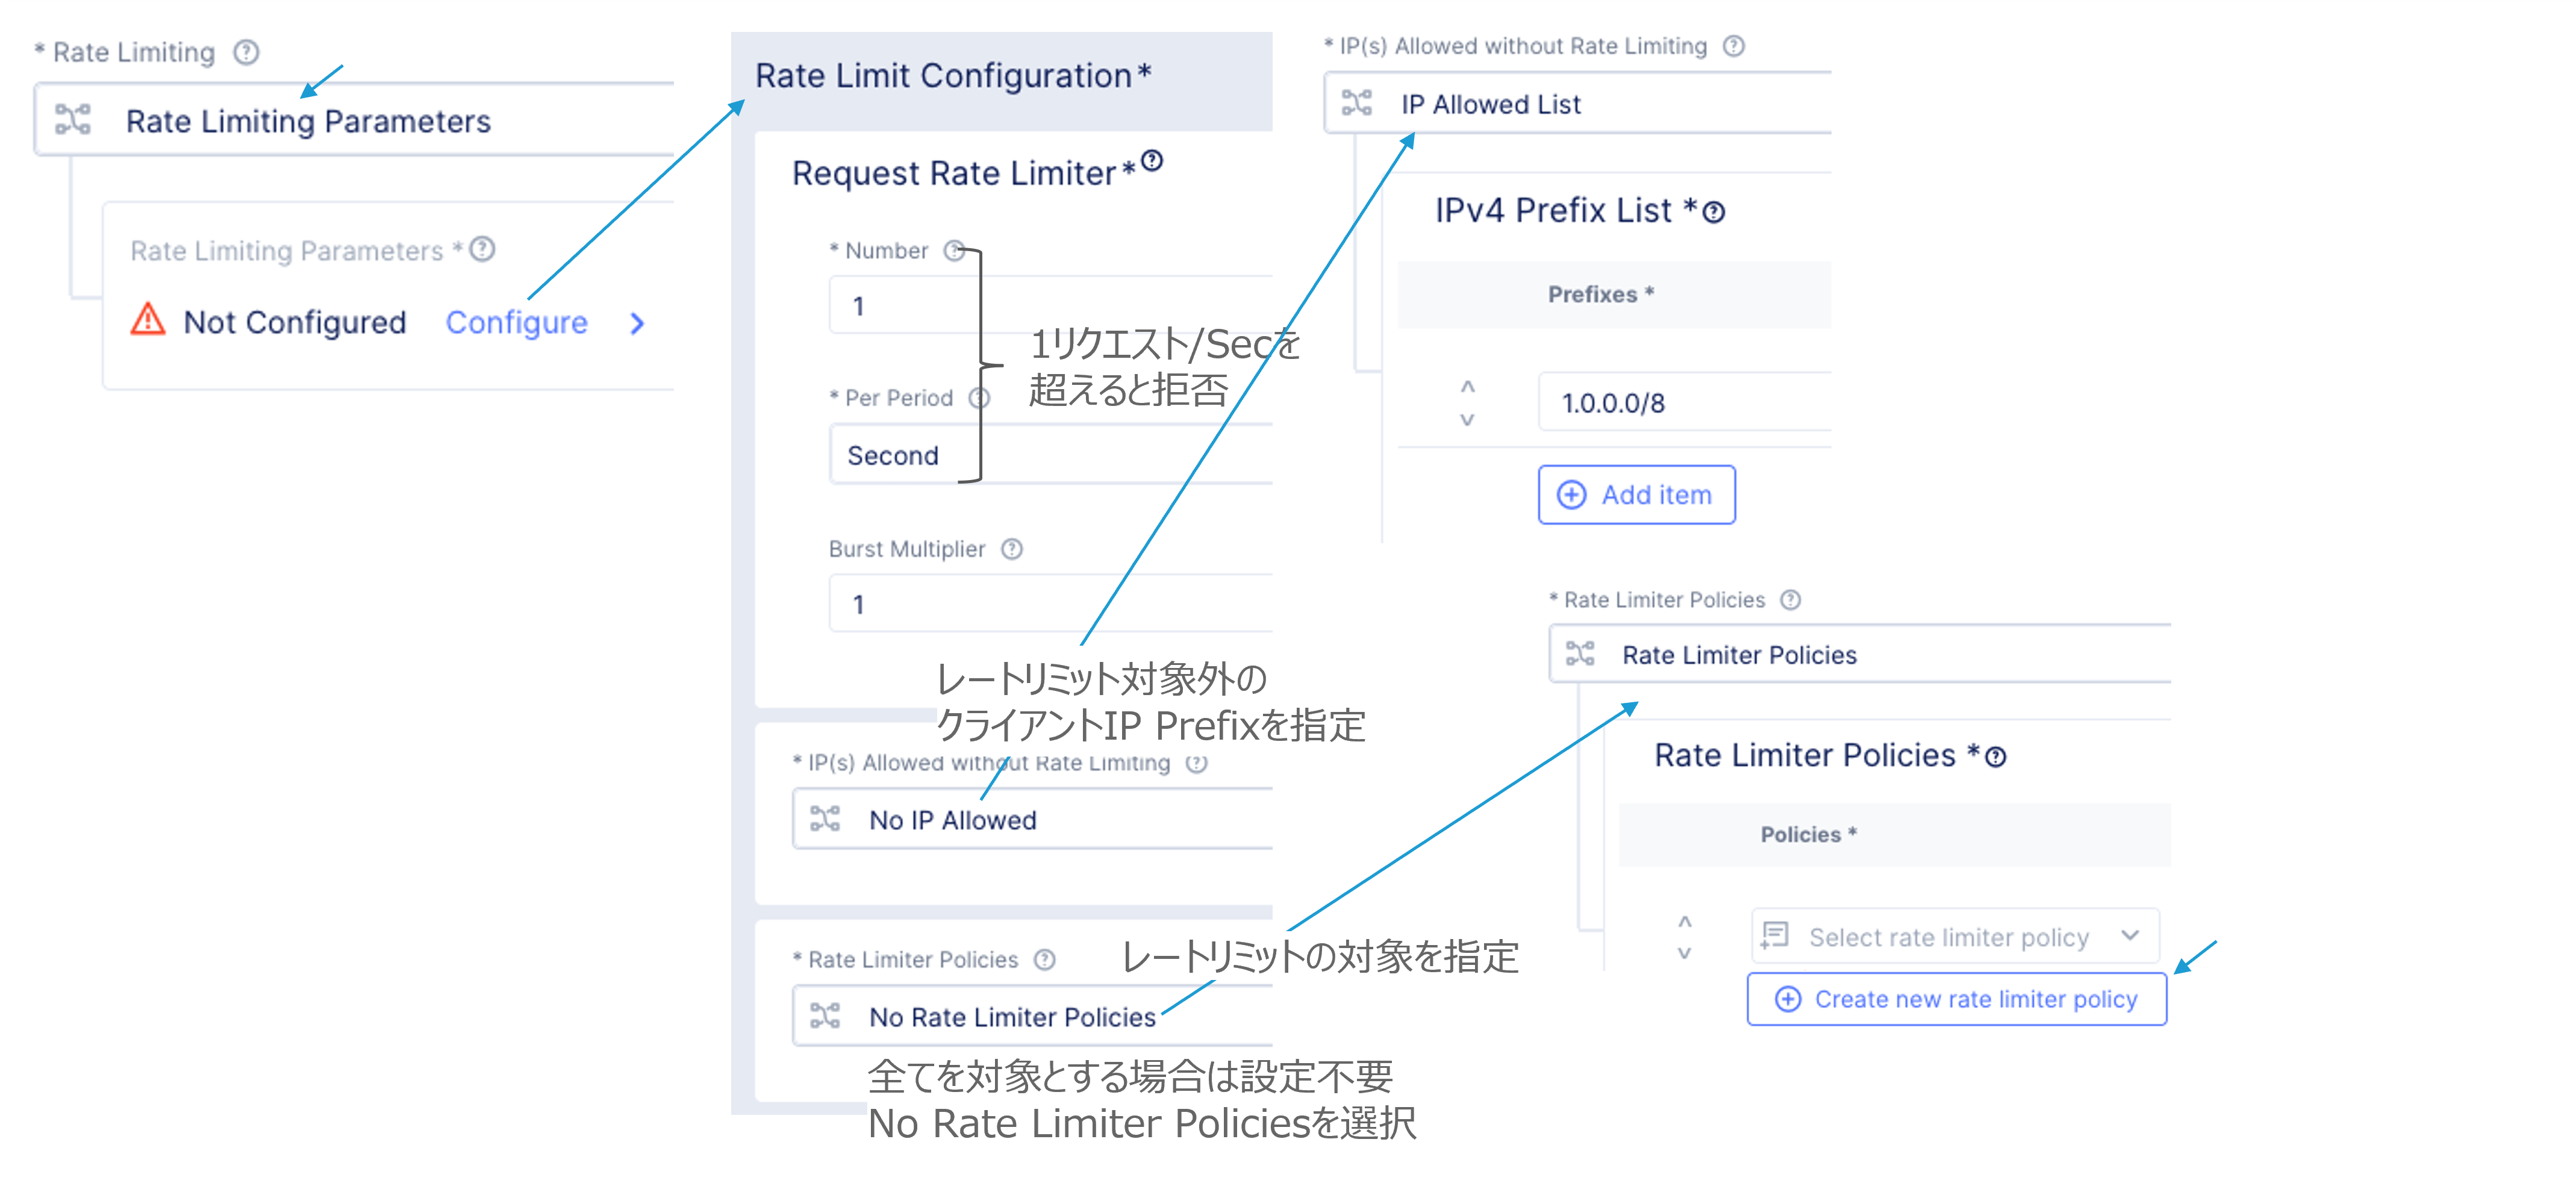 * Rate Limiting
Rate Limiting Parameters
Rate Limiting Parameters *
Not Configured Configure
Rate Limit Configuration*
Request Rate Limiter*
* Number
1
* Per Period
Second
1リクエスト/Secを
超えると拒否
Burst Multiplier
1
レートリミット対象外の
クライアントIP Prefixを指定
* IP(s) Allowed without Rate Limiting
No IP Allowed
* Rate Limiter Policies
レートリミットの対象を指定
No Rate Limiter Policies
全てを対象とする場合は設定不要
No Rate Limiter Policiesを選択
* IP(s) Allowed without Rate Limiting
IP Allowed List
IPv4 Prefix List *
Prefixes *
1.0.0.0/8
Add item
* Rate Limiter Policies
Rate Limiter Policies
Rate Limiter Policies *
Policies *
Select rate limiter policy
Create new rate limiter policy